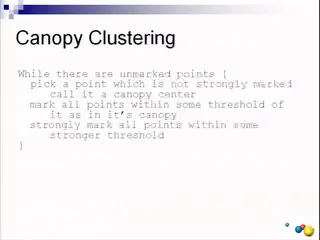 Canopy Clustering
While there are unmarked points {
pick a point which is not strongly marked
call it a canopy center
mark all points within some threshold of
it as in it's canopy
strongly mark all points within some
stronger threshold
}